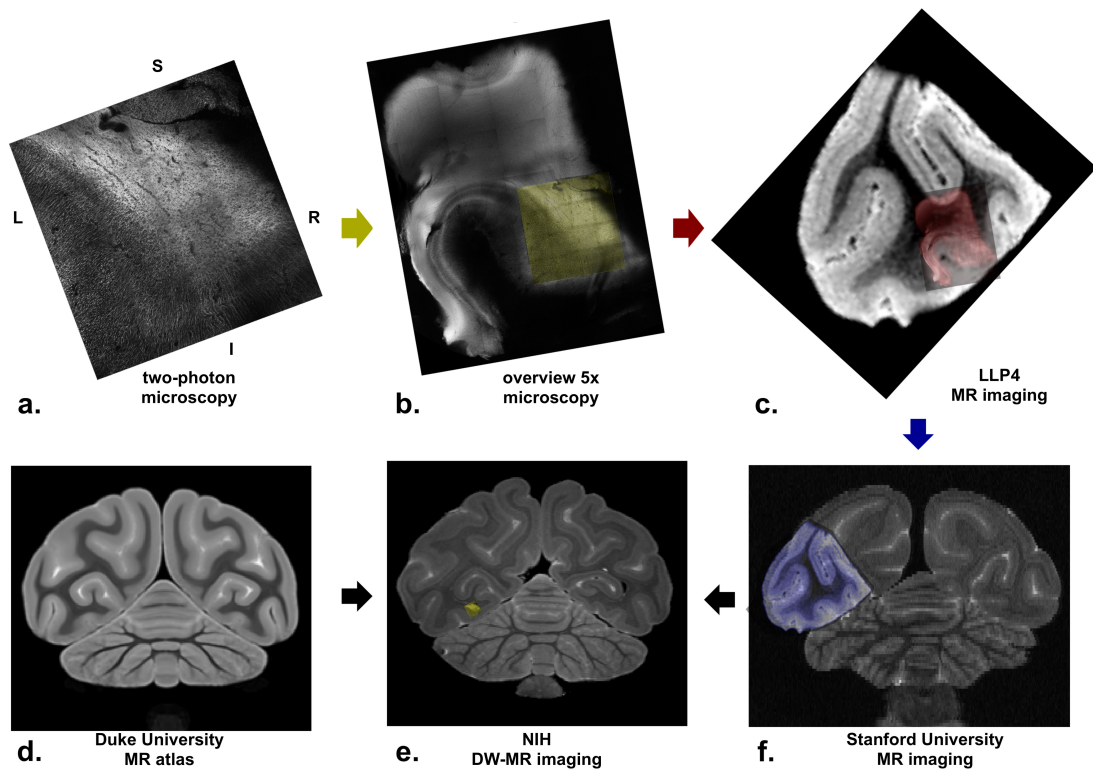 S
L
R
I
a.
two-photon
microscopy
b.
overview 5x
microscopy
c.
LLP4
MR imaging
d.
Duke University
MR atlas
e.
NIH
DW-MR imaging
f.
Stanford University
MR imaging